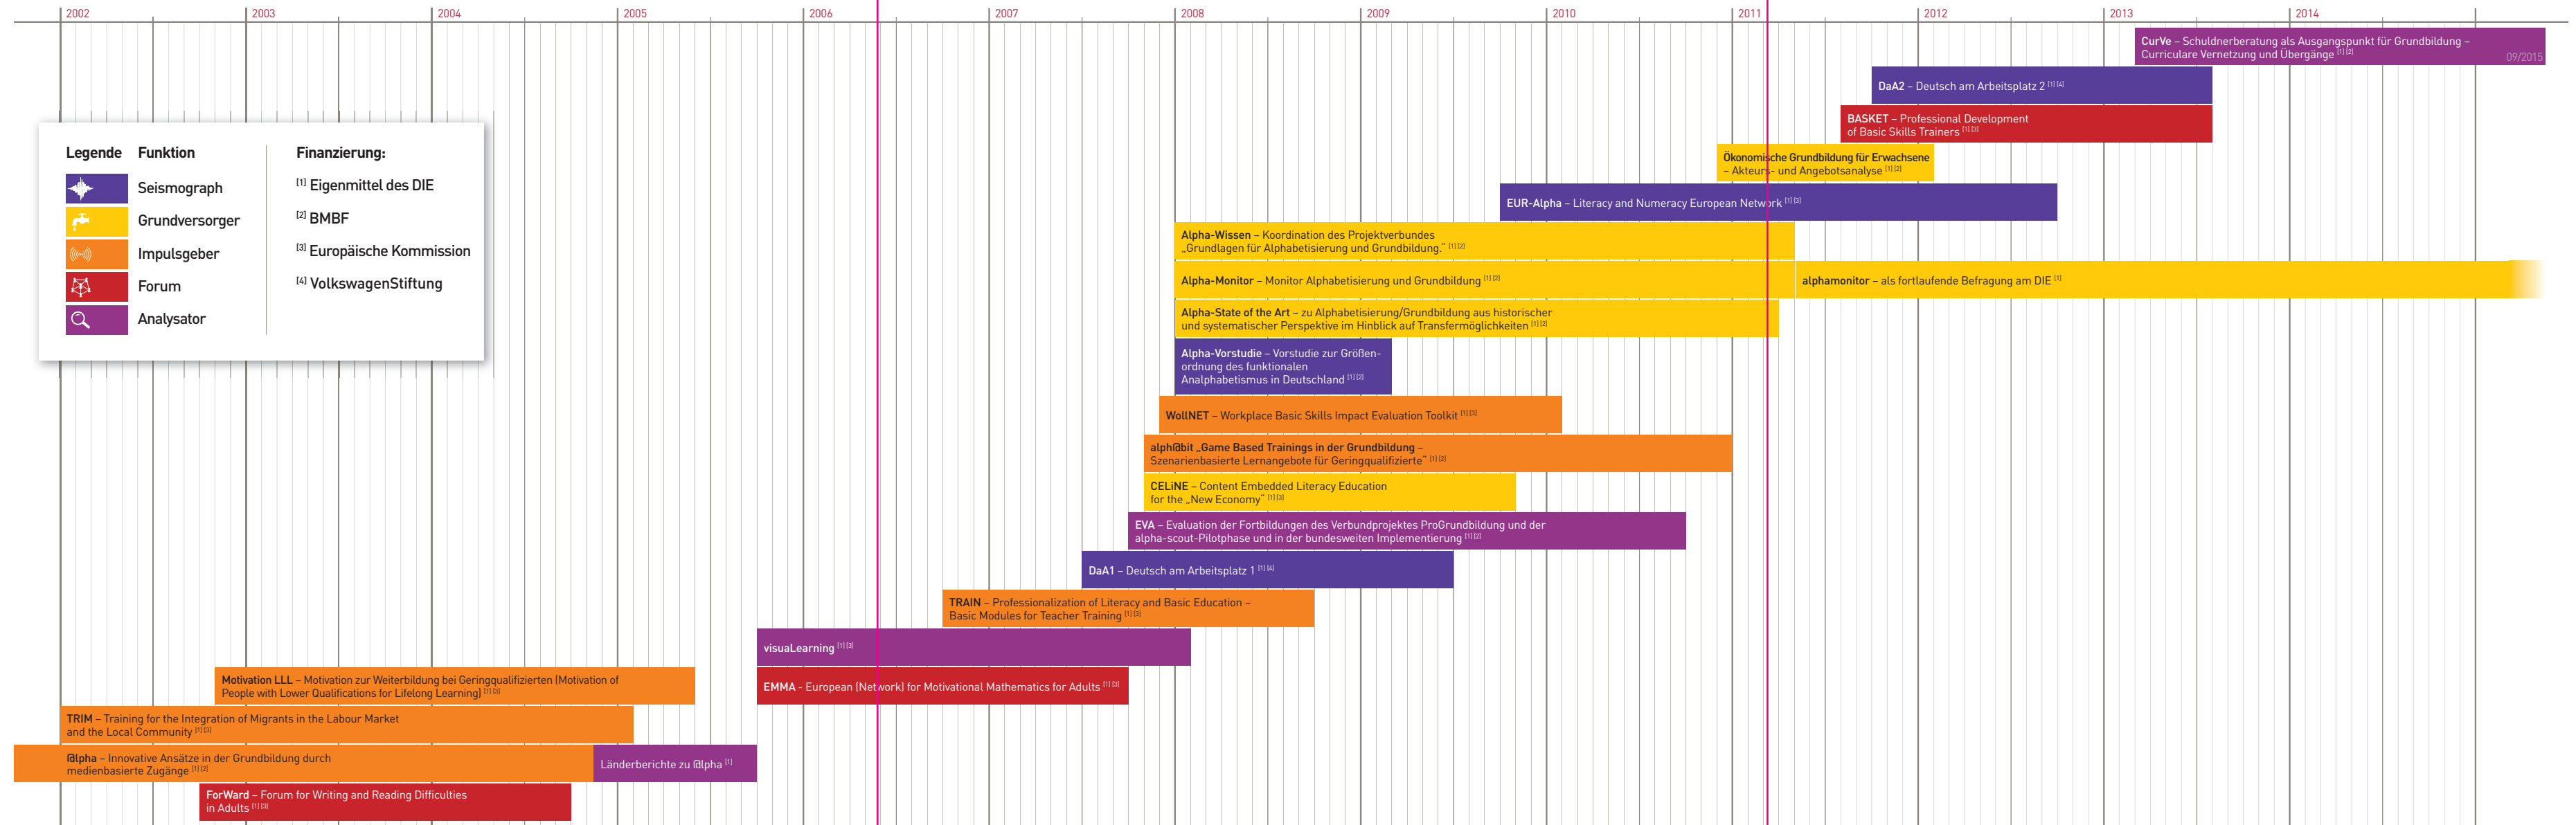 2002 2003 2004 2005 2006 2007 2008 2009 2010 2011 2012 2013 2014
CurVe – Schuldnerberatung als Ausgangspunkt für Grundbildung –
Curriculare Vernetzung und Übergänge [1] [2]
09/2015
DaA2 – Deutsch am Arbeitsplatz 2 [1] [4]
BASKET – Professional Development
of Basic Skills Trainers [1] [3]
Ökonomische Grundbildung für Erwachsene
– Akteurs- und Angebotsanalyse [1] [2]
EUR-Alpha – Literacy and Numeracy European Network [1] [3]
Legende Funktion
Seismograph
Grundversorger
Impulsgeber
Forum
Analysator
Finanzierung:
[1] Eigenmittel des DIE
[2] BMBF
[3] Europäische Kommission
[4] VolkswagenStiftung
Alpha-Wissen – Koordination des Projektverbundes
„Grundlagen für Alphabetisierung und Grundbildung.“ [1] [2]
Alpha-Monitor – Monitor Alphabetisierung und Grundbildung [1] [2]
alphamonitor – als fortlaufende Befragung am DIE [1]
Alpha-State of the Art – zu Alphabetisierung/Grundbildung aus historischer
und systematischer Perspektive im Hinblick auf Transfermöglichkeiten [1] [2]
Alpha-Vorstudie – Vorstudie zur Größen-
ordnung des funktionalen
Analphabetismus in Deutschland [1] [2]
WollNET – Workplace Basic Skills Impact Evaluation Toolkit [1] [3]
alph@bit „Game Based Trainings in der Grundbildung –
Szenarienbasierte Lernangebote für Geringqualifizierte“ [1] [2]
CELiNE – Content Embedded Literacy Education
for the „New Economy“ [1] [3]
EVA – Evaluation der Fortbildungen des Verbundprojektes ProGrundbildung und der
alpha-scout-Pilotphase und in der bundesweiten Implementierung [1] [2]
DaA1 – Deutsch am Arbeitsplatz 1 [1] [4]
TRAIN – Professionalization of Literacy and Basic Education –
Basic Modules for Teacher Training [1] [3]
visuaLearning [1] [3]
EMMA - European (Network) for Motivational Mathematics for Adults [1] [3]
Motivation LLL – Motivation zur Weiterbildung bei Geringqualifizierten (Motivation of
People with Lower Qualifications for Lifelong Learning) [1] [3]
TRIM – Training for the Integration of Migrants in the Labour Market
and the Local Community [1] [3]
@lpha – Innovative Ansätze in der Grundbildung durch
medienbasierte Zugänge [1] [2]
Länderberichte zu @lpha [1]
ForWard – Forum for Writing and Reading Difficulties
in Adults [1] [3]